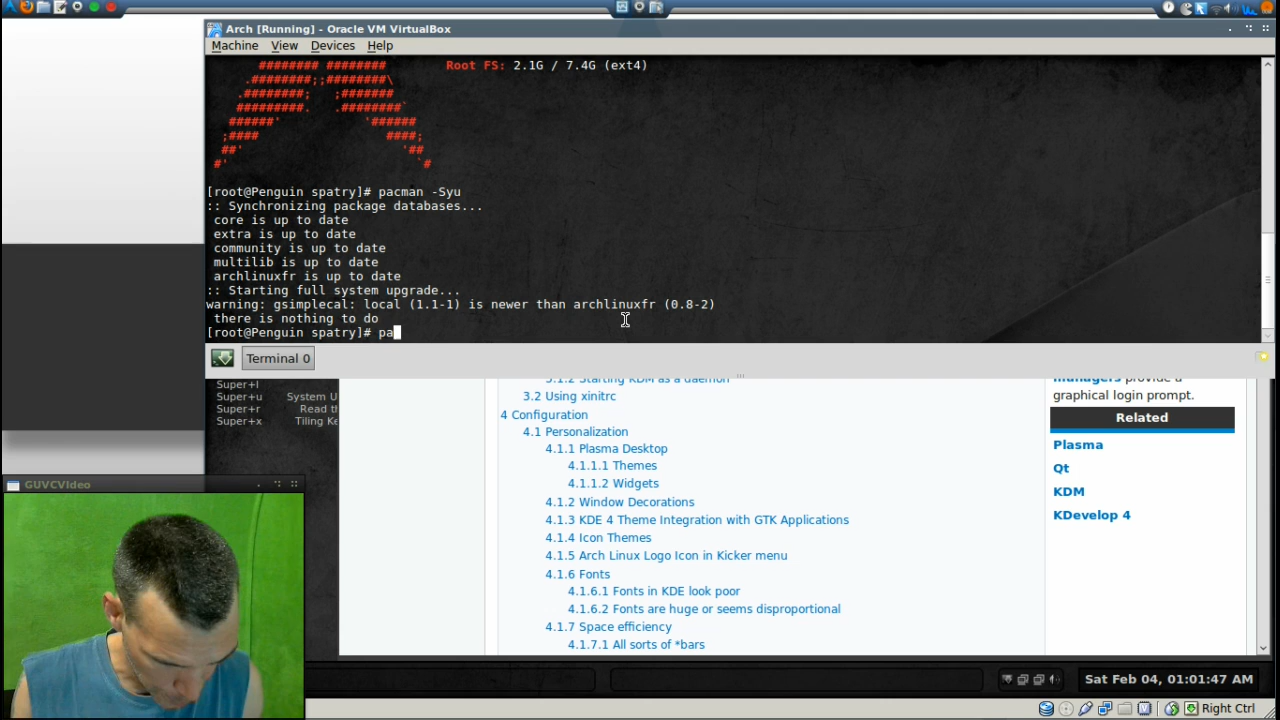 Arch [Running] - Oracle VM VirtualBox
Machine View Devices Help
######## ######## Root FS: 2.1G / 7.4G (ext4)
.########;;########\
.########; ;#######
#########. .########`
######' '######
;#### ####;
##' '##
#' `#
[root@Penguin spatry]# pacman -Syu
:: Synchronizing package databases...
core is up to date
extra is up to date
community is up to date
multilib is up to date
archlinuxfr is up to date
:: Starting full system upgrade...
warning: gsimplecal: local (1.1-1) is newer than archlinuxfr (0.8-2)
there is nothing to do
[root@Penguin spatry]# pa
Terminal 0
Super+l
Super+u System U
Super+r Read th
Super+x Tiling Ke
3.1.2 Starting KDM as a daemon
3.2 Using xinitrc
4 Configuration
4.1 Personalization
4.1.1 Plasma Desktop
4.1.1.1 Themes
4.1.1.2 Widgets
4.1.2 Window Decorations
4.1.3 KDE 4 Theme Integration with GTK Applications
4.1.4 Icon Themes
4.1.5 Arch Linux Logo Icon in Kicker menu
4.1.6 Fonts
4.1.6.1 Fonts in KDE look poor
4.1.6.2 Fonts are huge or seems disproportional
4.1.7 Space efficiency
4.1.7.1 All sorts of *bars
managers provide a
graphical login prompt.
Related
Plasma
Qt
KDM
KDevelop 4
GUVCVideo
Sat Feb 04, 01:01:47 AM
Right Ctrl